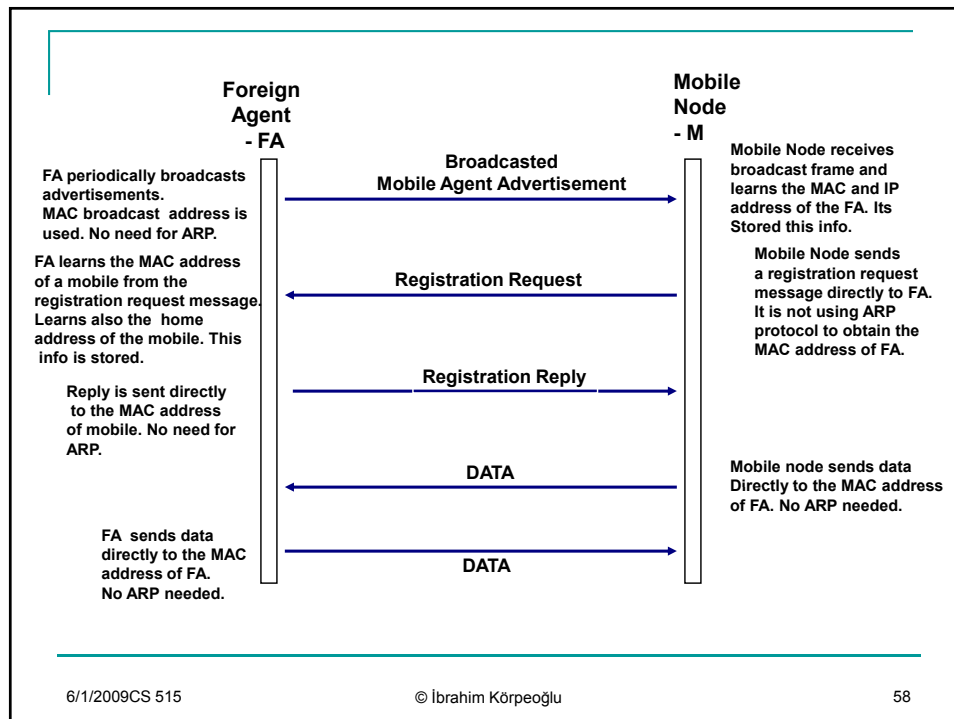 Foreign
Agent
- FA
Mobile
Node
- M
FA periodically broadcasts
advertisements.
MAC broadcast address is
used. No need for ARP.
Broadcasted
Mobile Agent Advertisement
Mobile Node receives
broadcast frame and
learns the MAC and IP
address of the FA. Its
Stored this info.
FA learns the MAC address
of a mobile from the
registration request message.
Learns also the home
address of the mobile. This
info is stored.
Registration Request
Mobile Node sends
a registration request
message directly to FA.
It is not using ARP
protocol to obtain the
MAC address of FA.
Reply is sent directly
to the MAC address
of mobile. No need for
ARP.
Registration Reply
DATA
Mobile node sends data
Directly to the MAC address
of FA. No ARP needed.
FA sends data
directly to the MAC
address of FA.
No ARP needed.
DATA
6/1/2009CS 515
© İbrahim Körpeoğlu
58